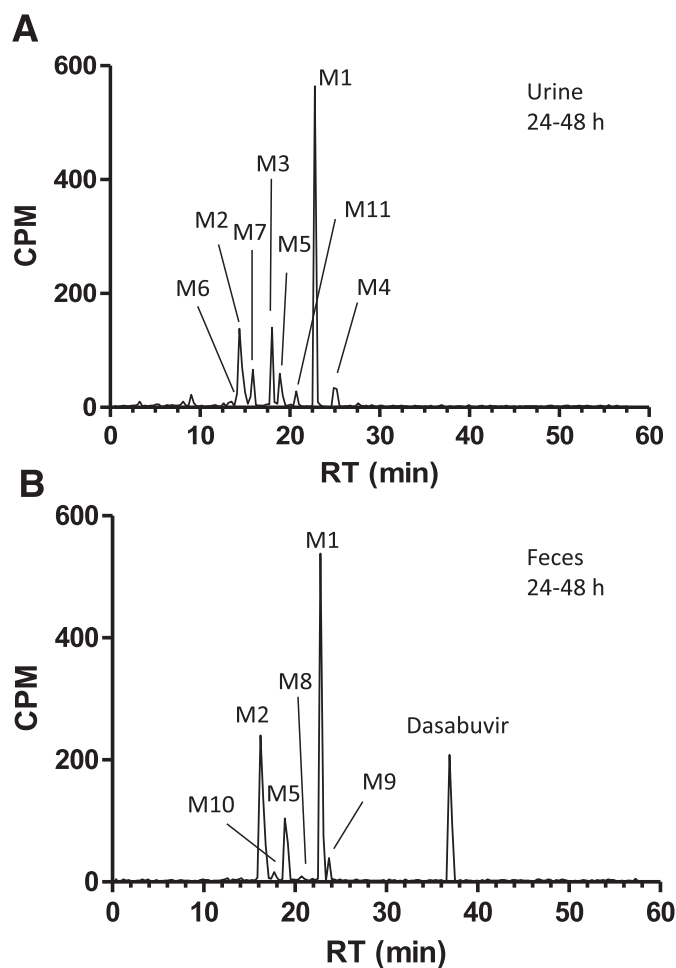 A
600
400
200
0
CPM
M1
Urine
24-48 h
M3
M2
M7
M11
M5
M6
M4
0 10 20 30 40 50 60
RT (min)
B
600
400
200
0
CPM
M1
Feces
24-48 h
M8
M2
Dasabuvir
M10
M5
M9
0 10 20 30 40 50 60
RT (min)